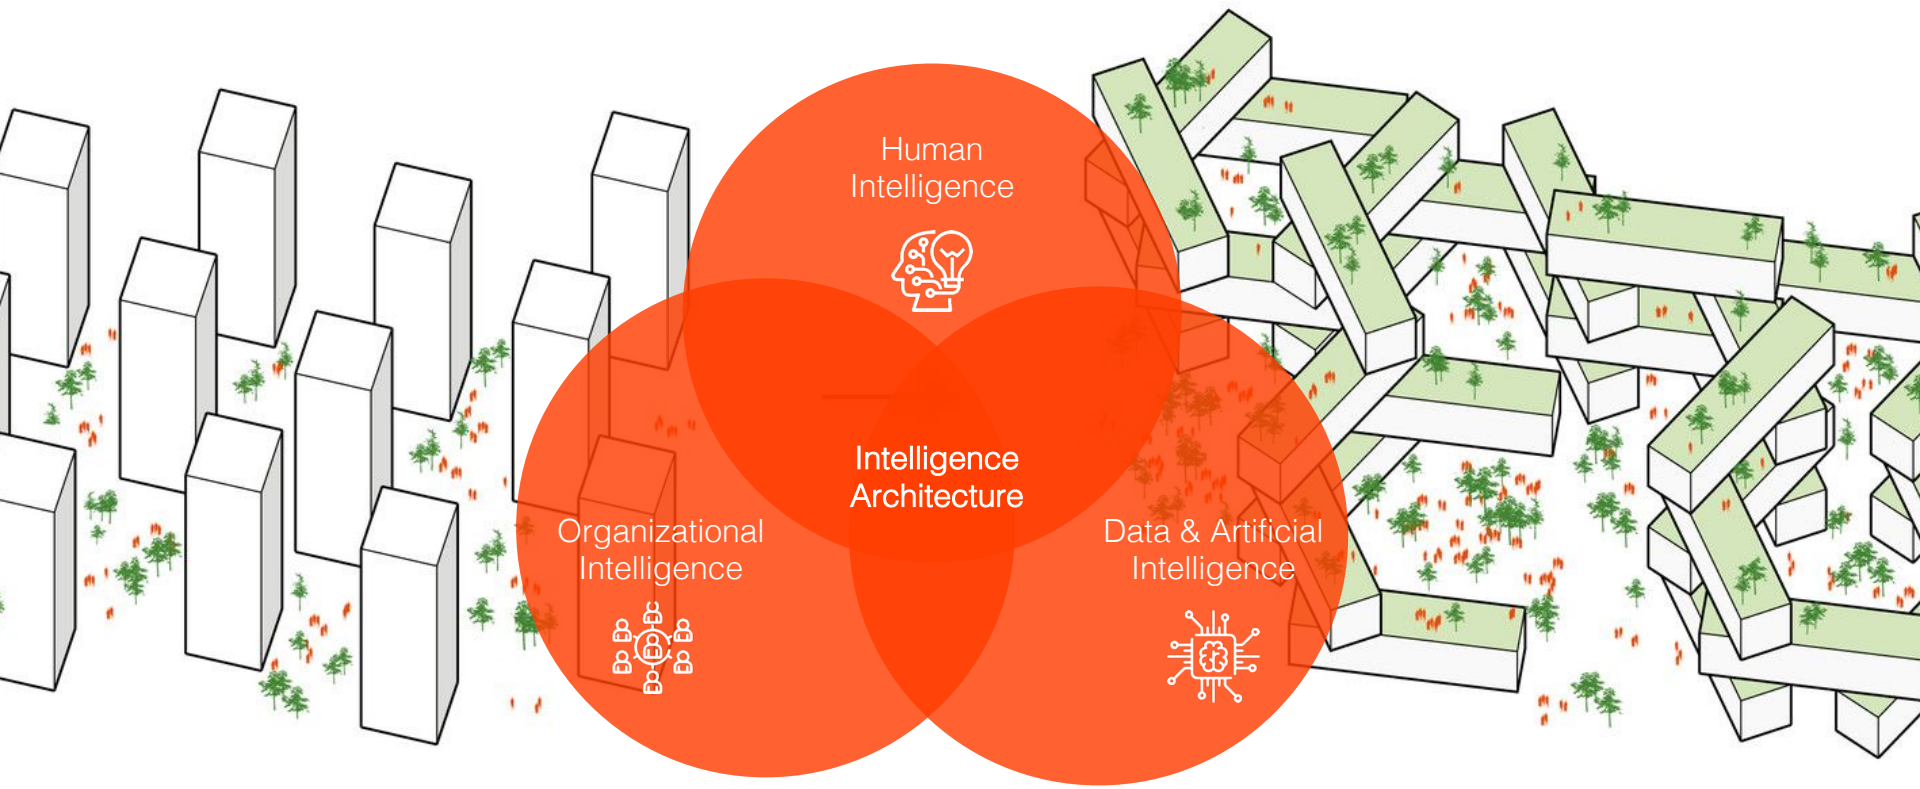 Human
Intelligence
Intelligence
Architecture
Organizational
Intelligence
Data & Artificial
Intelligence